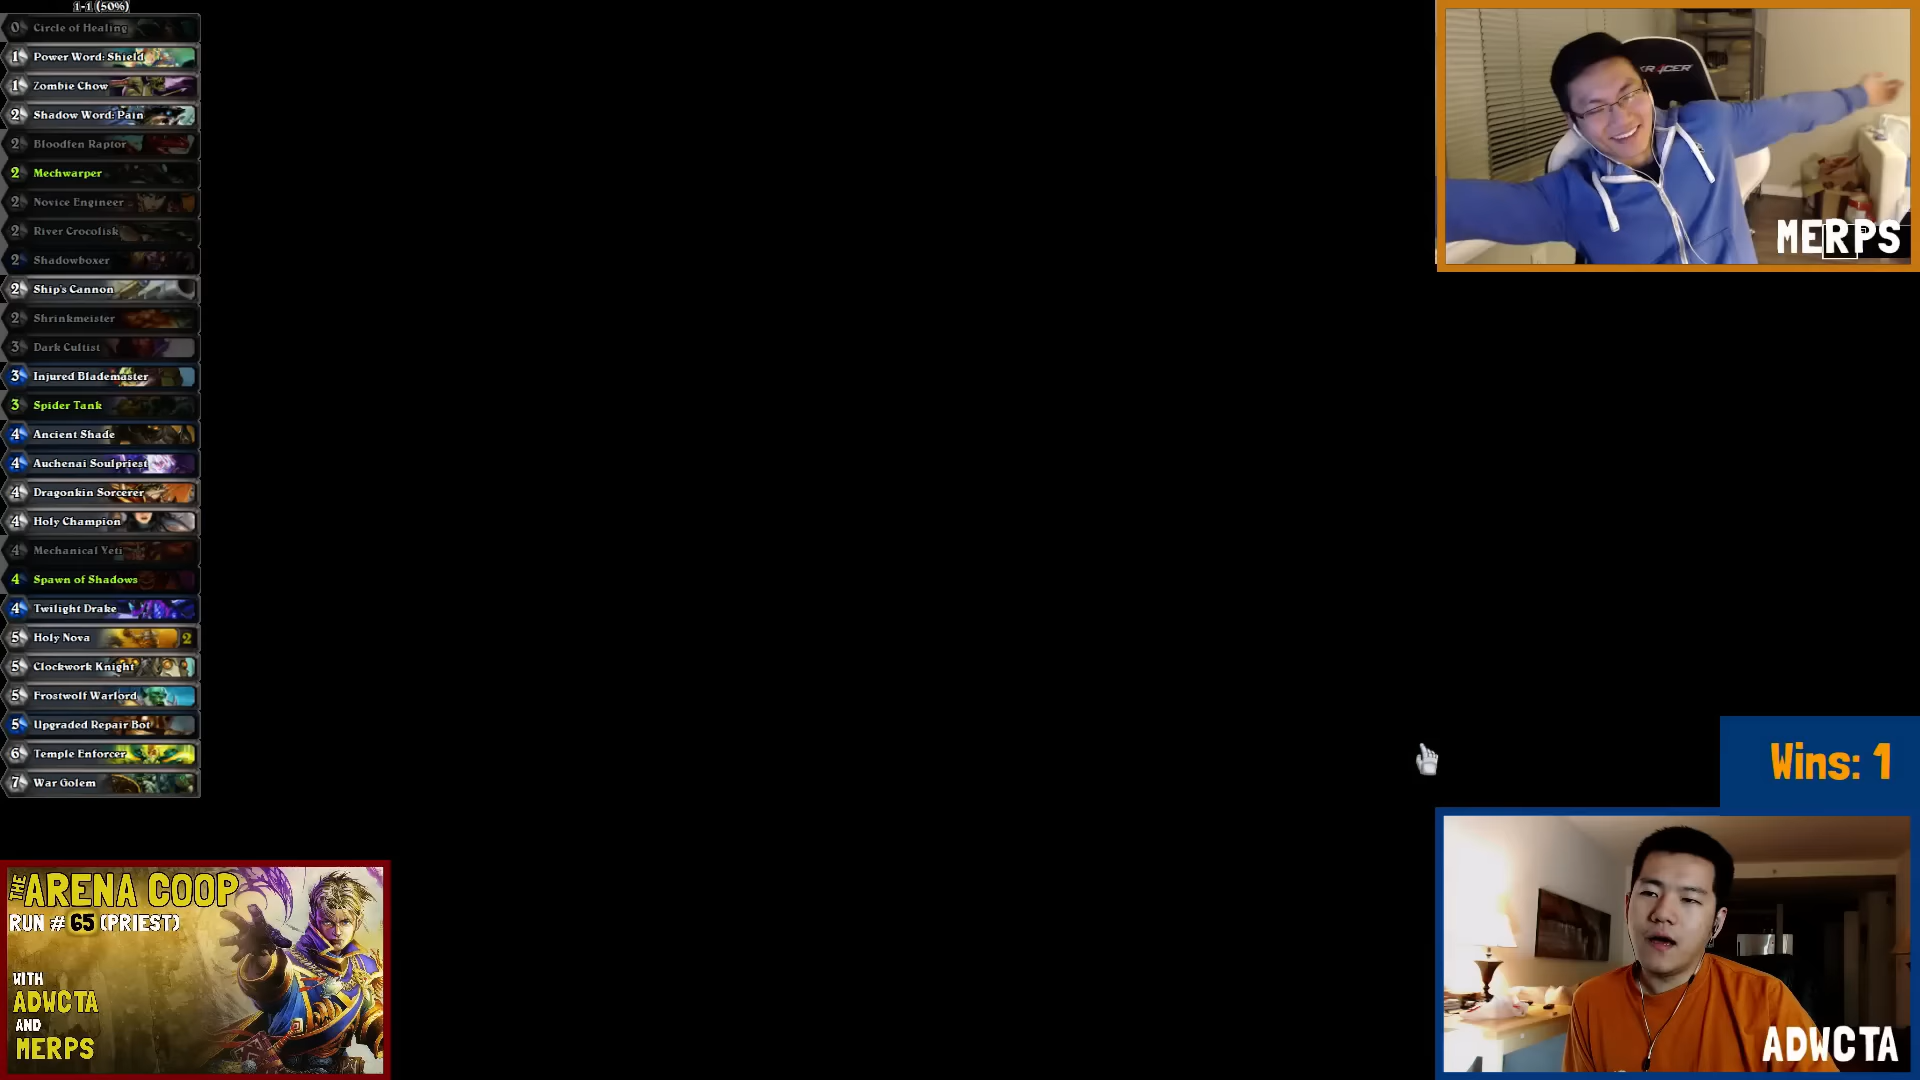 1-1 (50%)
0 Circle of Healing
1 Power Word: Shield
1 Zombie Chow
2 Shadow Word: Pain
2 Bloodfen Raptor
2 Mechwarper
2 Novice Engineer
2 River Crocolisk
2 Shadowboxer
2 Ship's Cannon
2 Shrinkmeister
3 Dark Cultist
3 Injured Blademaster
3 Spider Tank
4 Ancient Shade
4 Auchenai Soulpriest
4 Dragonkin Sorcerer
4 Holy Champion
4 Mechanical Yeti
4 Spawn of Shadows
4 Twilight Drake
5 Holy Nova 2
5 Clockwork Knight
5 Frostwolf Warlord
5 Upgraded Repair Bot
6 Temple Enforcer
7 War Golem
THE ARENA COOP
RUN # 65 (PRIEST)
WITH
ADWCTA
AND
MERPS
MERPS
Wins: 1
ADWCTA